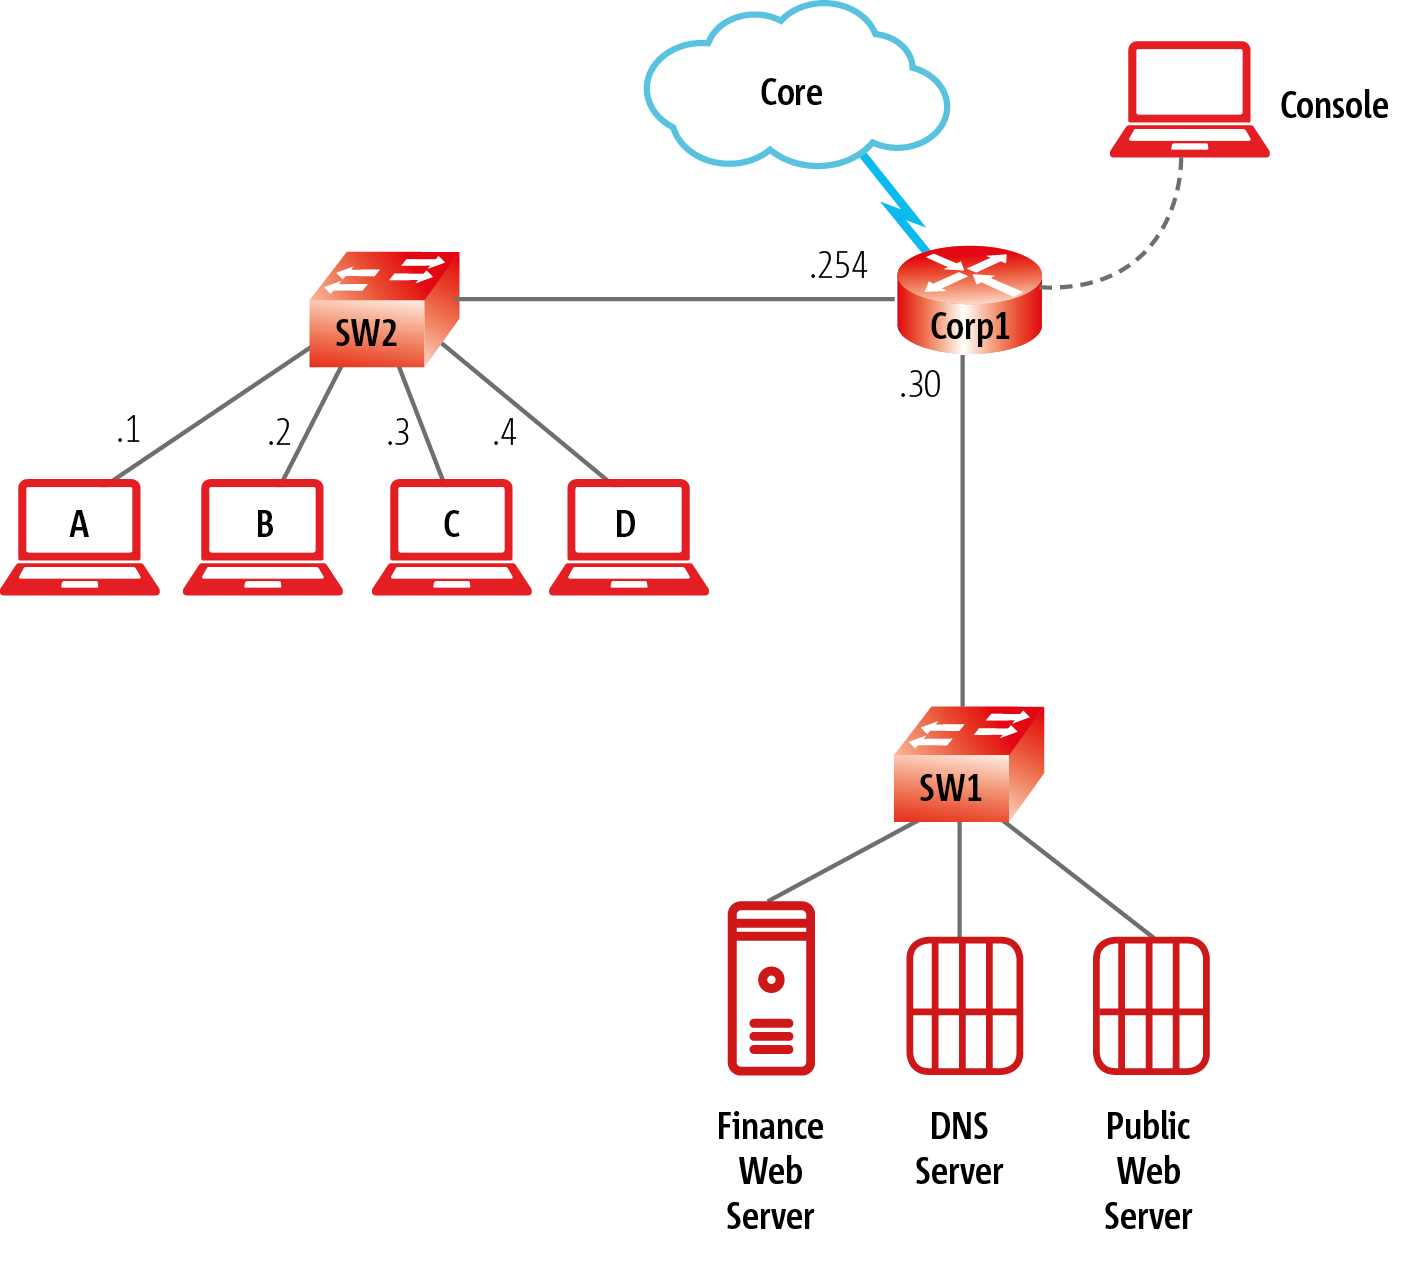 Core
Console
.254
SW2
Corp1
.30
.1
.2
.3
.4
A
B
C
D
SW1
Finance
Web
Server
DNS
Server
Public
Web
Server